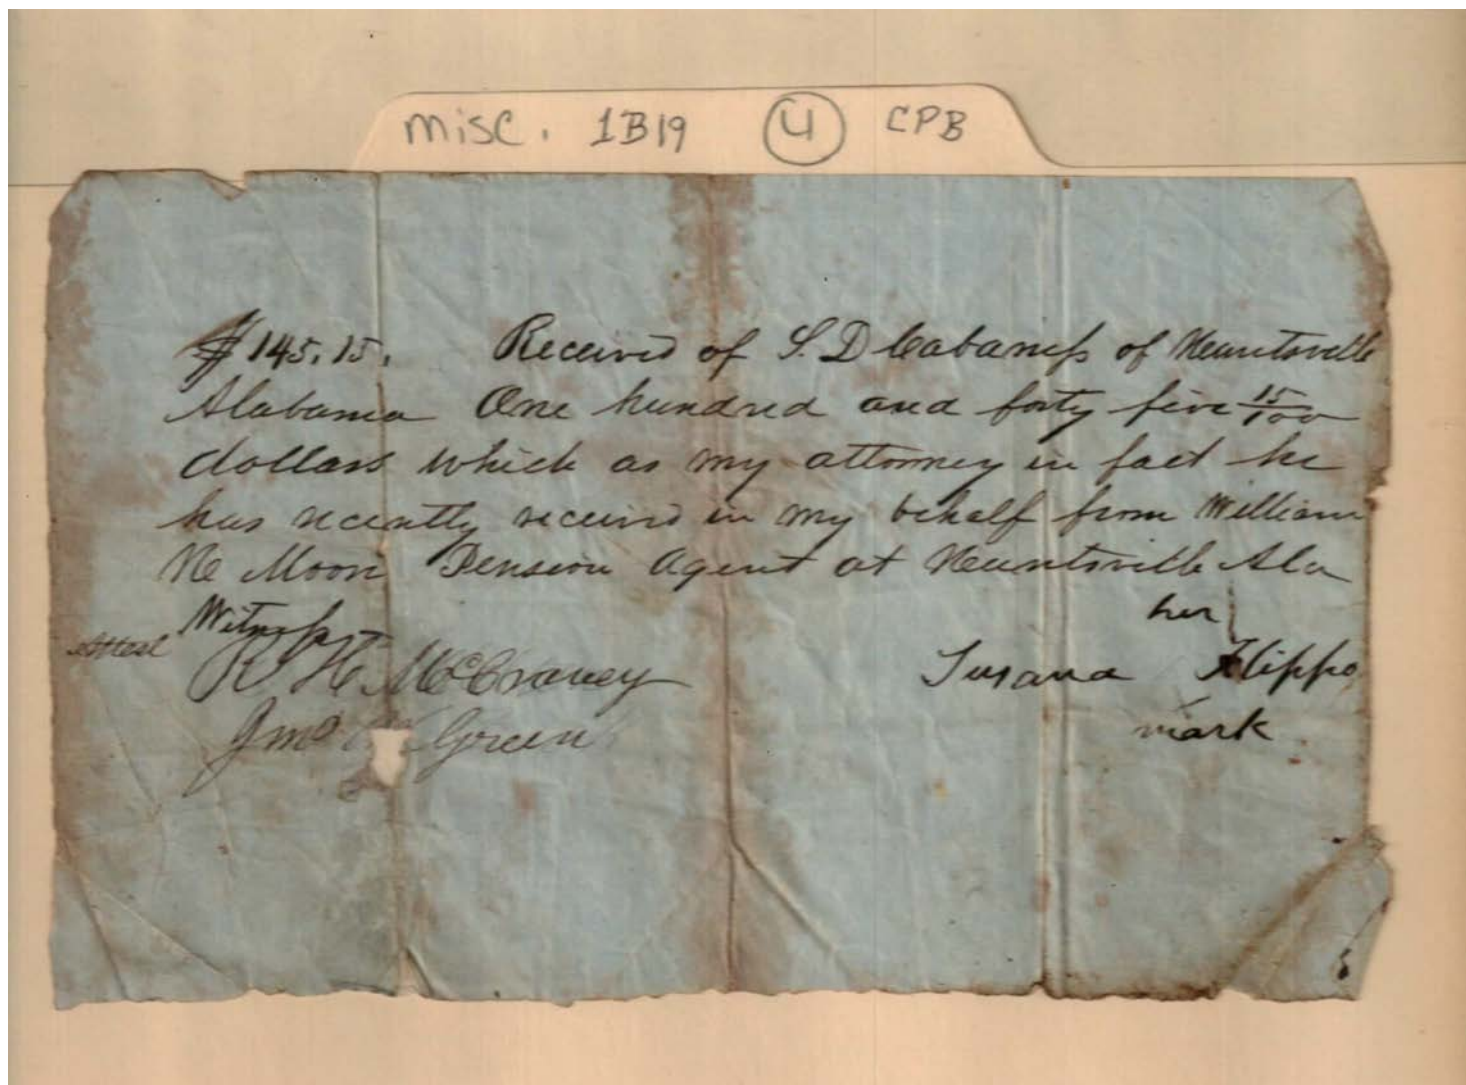 misc. 1B19 4 CPB
$145.15. Received of S. D Cabaness of Huntsville
Alabama One hundred and forty five 15/100
dollars which as my attorney in fact he
has recently received in my behalf from William
H Moon Pension Agent at Huntsville Ala
Witness her
Attest R H McCravey Susana Flippo
Jno Green mark